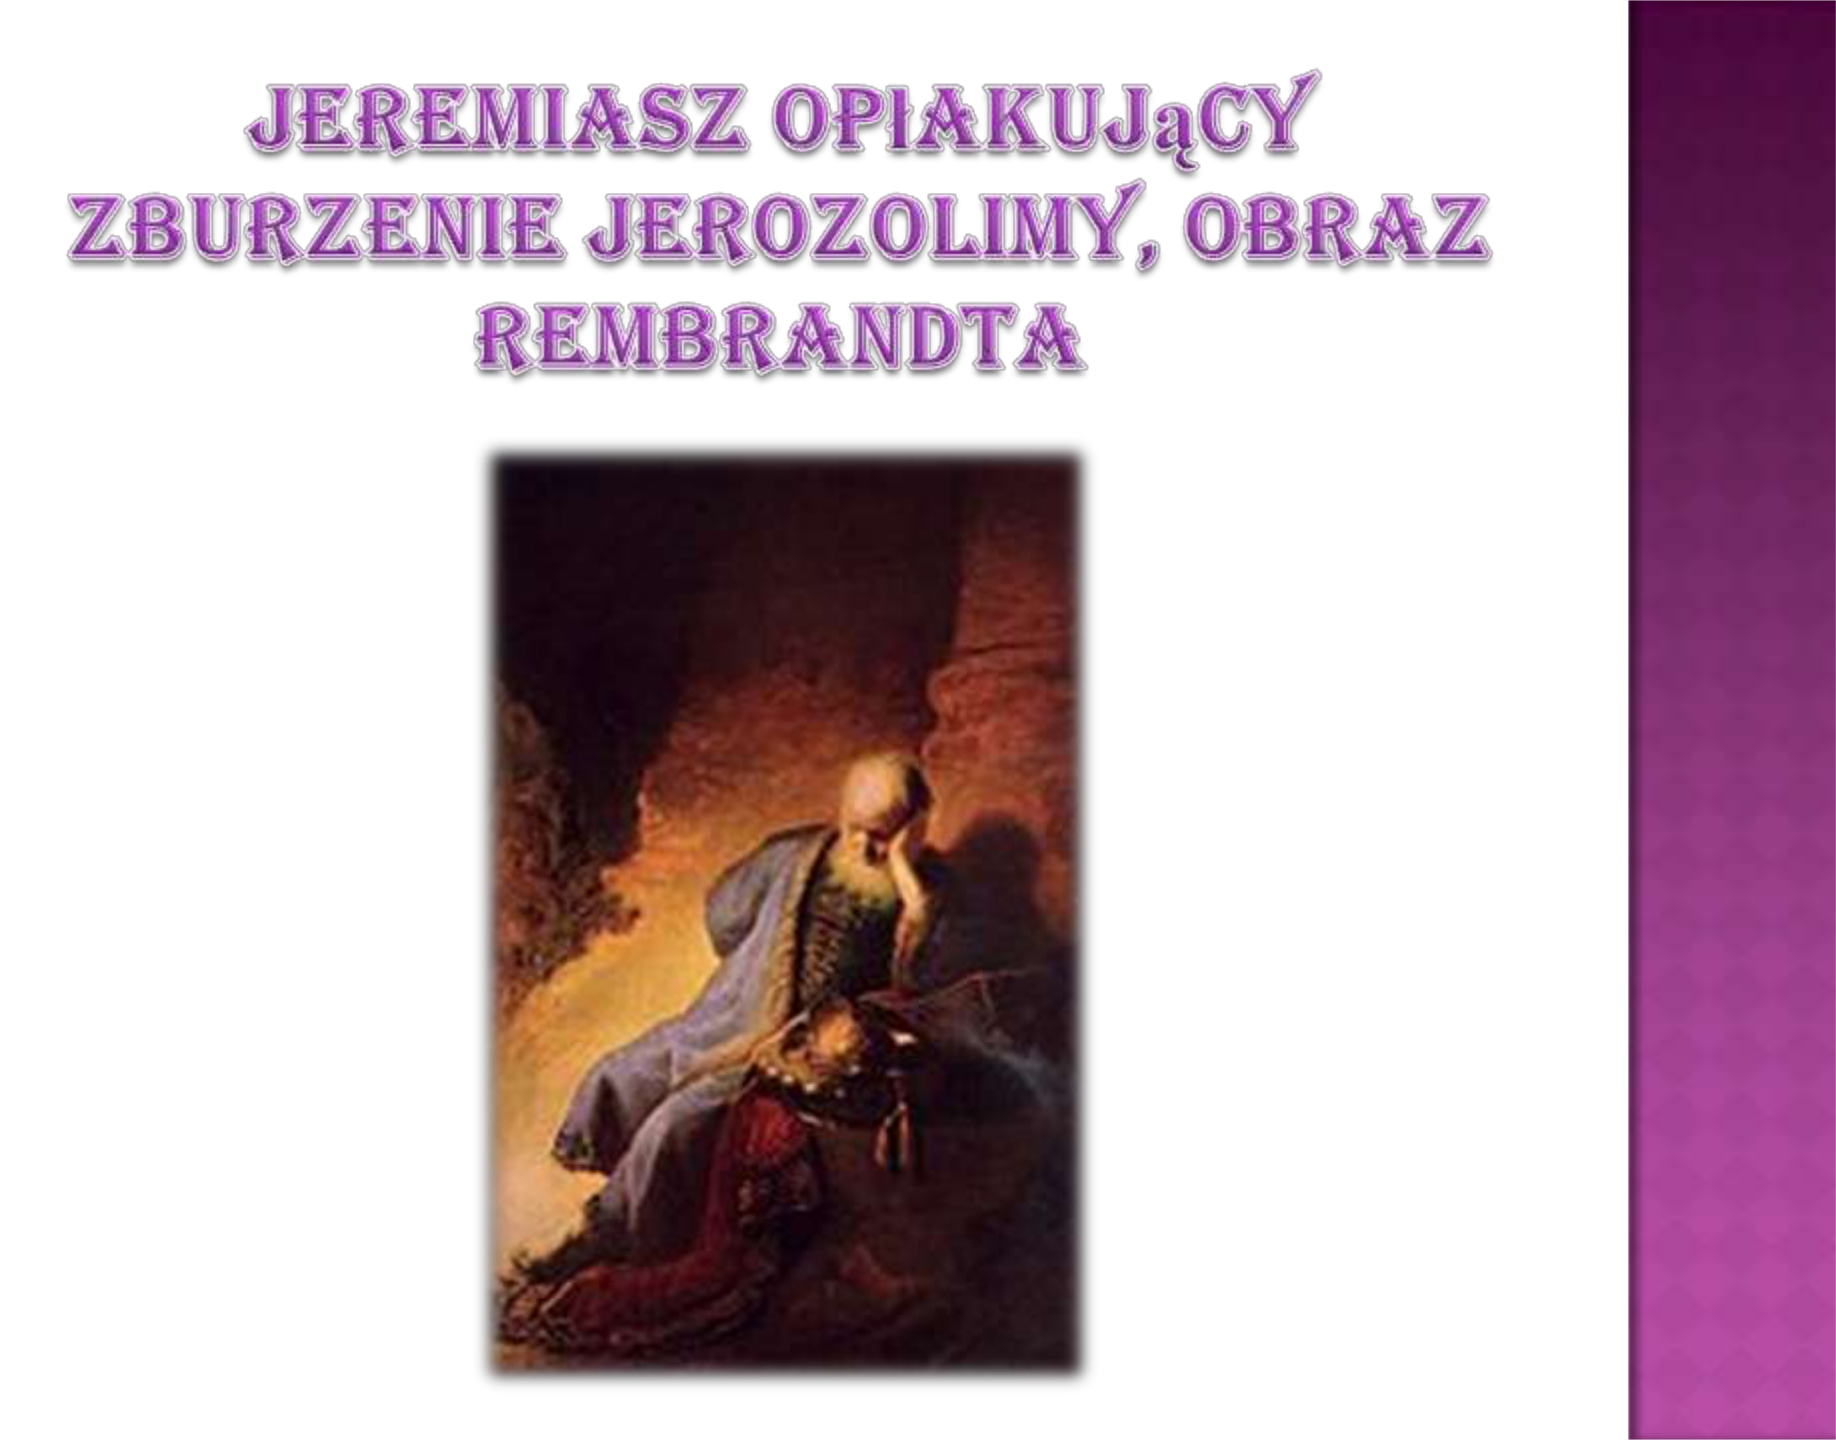 JEREMIASZ OPłAKUJąCY
ZBURZENIE JEROZOLIMY, OBRAZ
REMBRANDTA